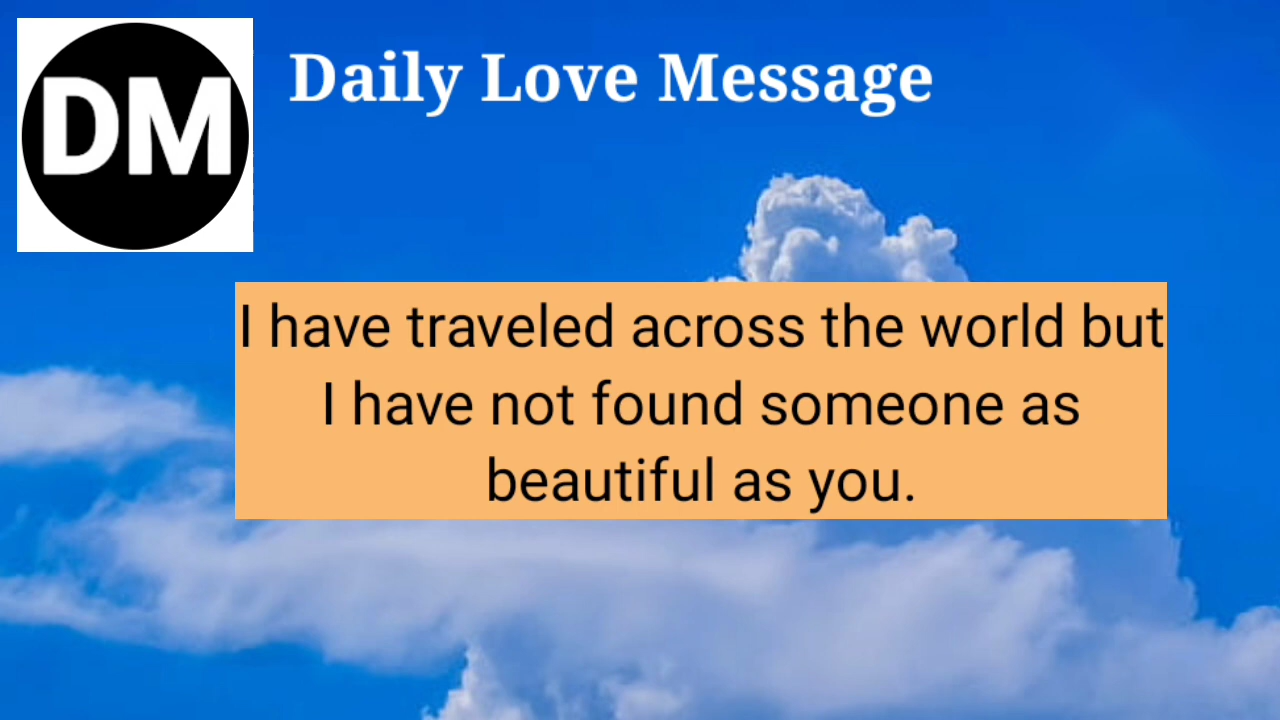 DM
Daily Love Message
I have traveled across the world but
I have not found someone as
beautiful as you.